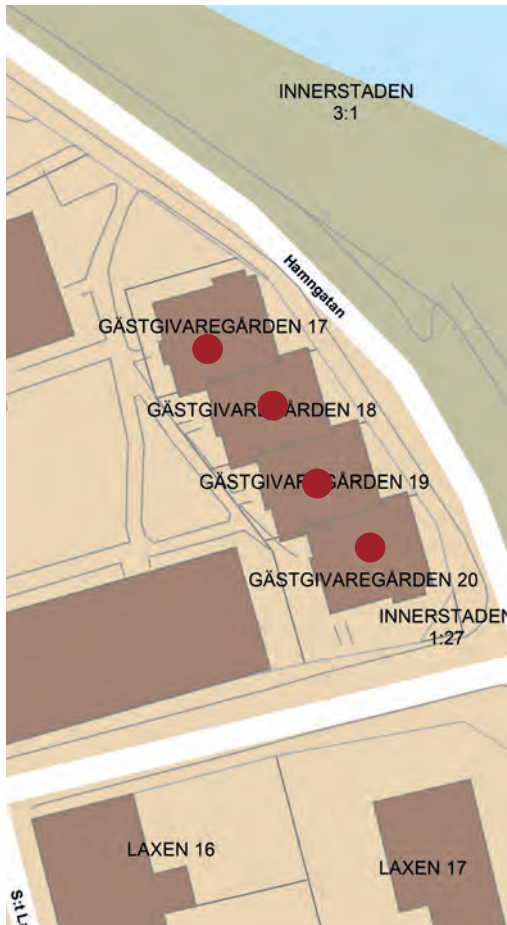 INNERSTADEN
3:1
Hamngatan
GÄSTGIVAREGÅRDEN 17
GÄSTGIVAREGÅRDEN 18
GÄSTGIVAREGÅRDEN 19
GÄSTGIVAREGÅRDEN 20
INNERSTADEN
1:27
LAXEN 16
LAXEN 17
S:t